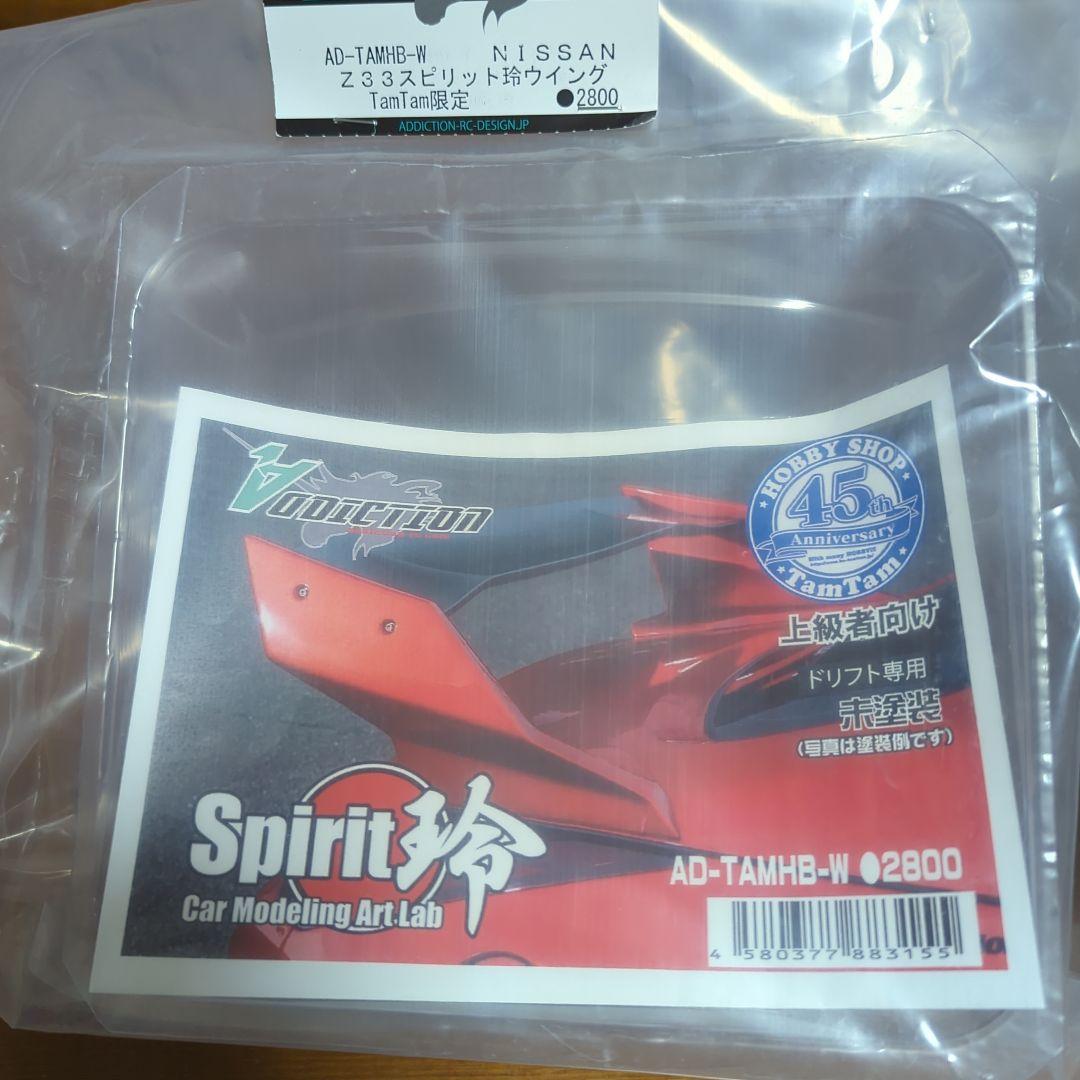 AD-TAMHB-W NISSAN
Z33スピリット玲ウイング
TamTam限定 ●2800
ADDICTION-RC-DESIGN.JP
ADDICTION
HOBBY SHOP
45th
Anniversary
TamTam
上級者向け
ドリフト専用
未塗装
(写真は塗装例です)
Spirit玲
Car Modeling Art Lab
AD-TAMHB-W ●2800
4 580377 883155